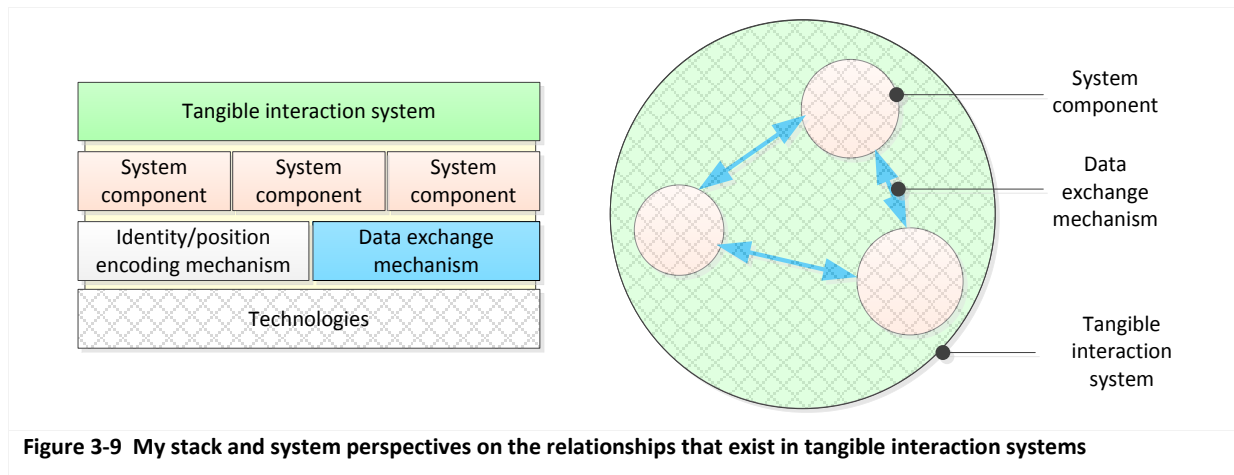 Tangible interaction system
System
component
System
component
System
component
Identity/position
encoding mechanism
Data exchange
mechanism
Technologies
System
component
Data
exchange
mechanism
Tangible
interaction
system
Figure 3-9 My stack and system perspectives on the relationships that exist in tangible interaction systems